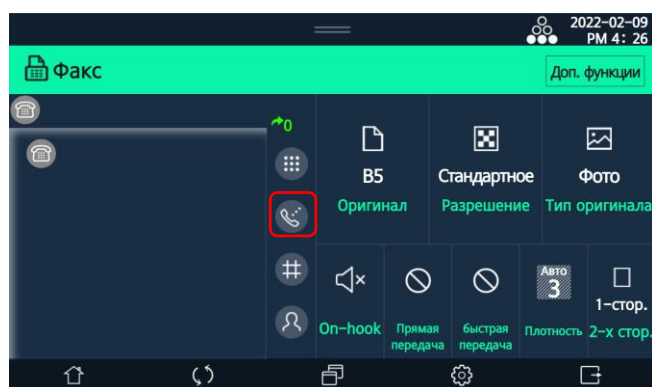 2022-02-09
PM 4: 26
Факс
Доп. функции
0
B5
Стандартное
Фото
Оригинал
Разрешение
Тип оригинала
#
Авто
3
1-стор.
On-hook
Прямая
передача
быстрая
передача
Плотность
2-х стор.